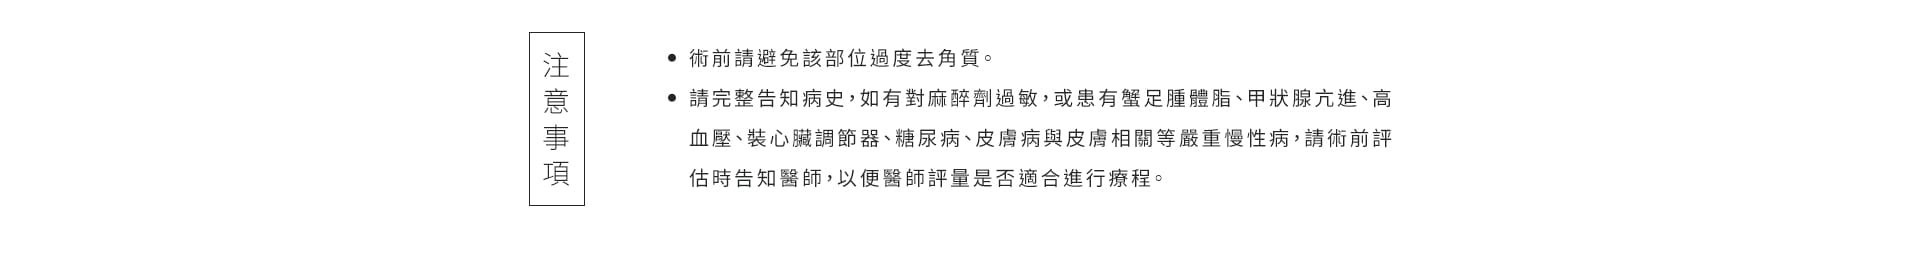 注意事項
• 術前請避免該部位過度去角質。
• 請完整告知病史，如有對麻醉劑過敏，或患有蟹足腫體脂、甲狀腺亢進、高
血壓、裝心臟調節器、糖尿病、皮膚病與皮膚相關等嚴重慢性病，請術前評
估時告知醫師，以便醫師評量是否適合進行療程。